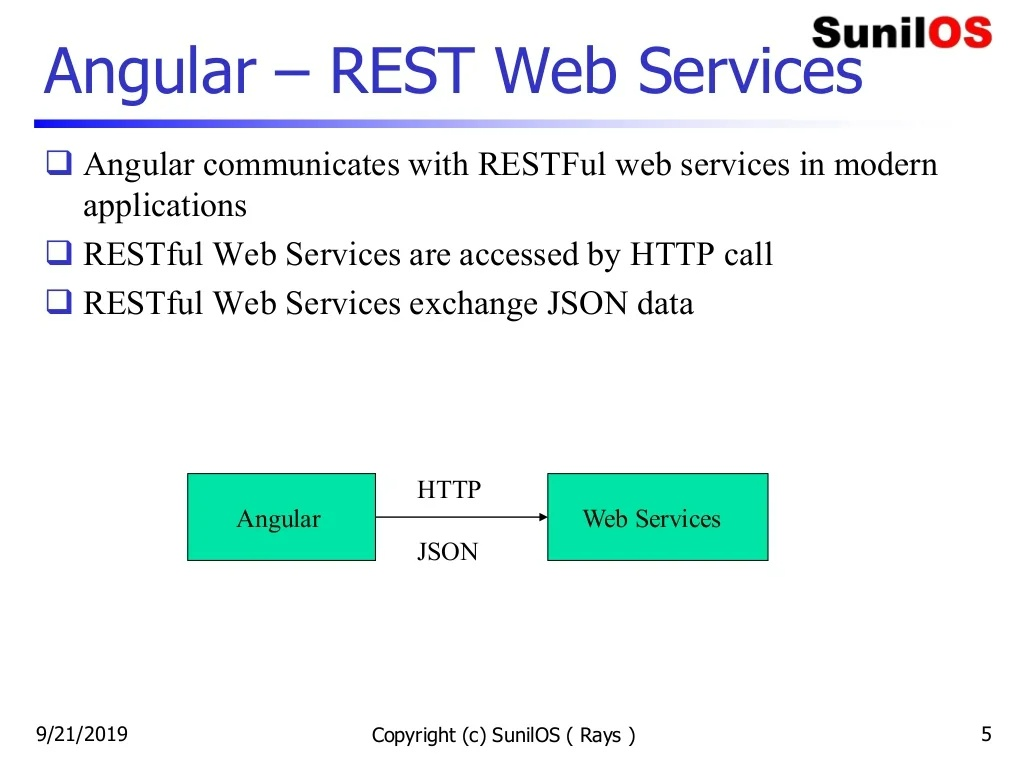 SunilOS
Angular – REST Web Services
Angular communicates with RESTFul web services in modern
applications
RESTful Web Services are accessed by HTTP call
RESTful Web Services exchange JSON data
HTTP
Angular
Web Services
JSON
9/21/2019
Copyright (c) SunilOS ( Rays )
5